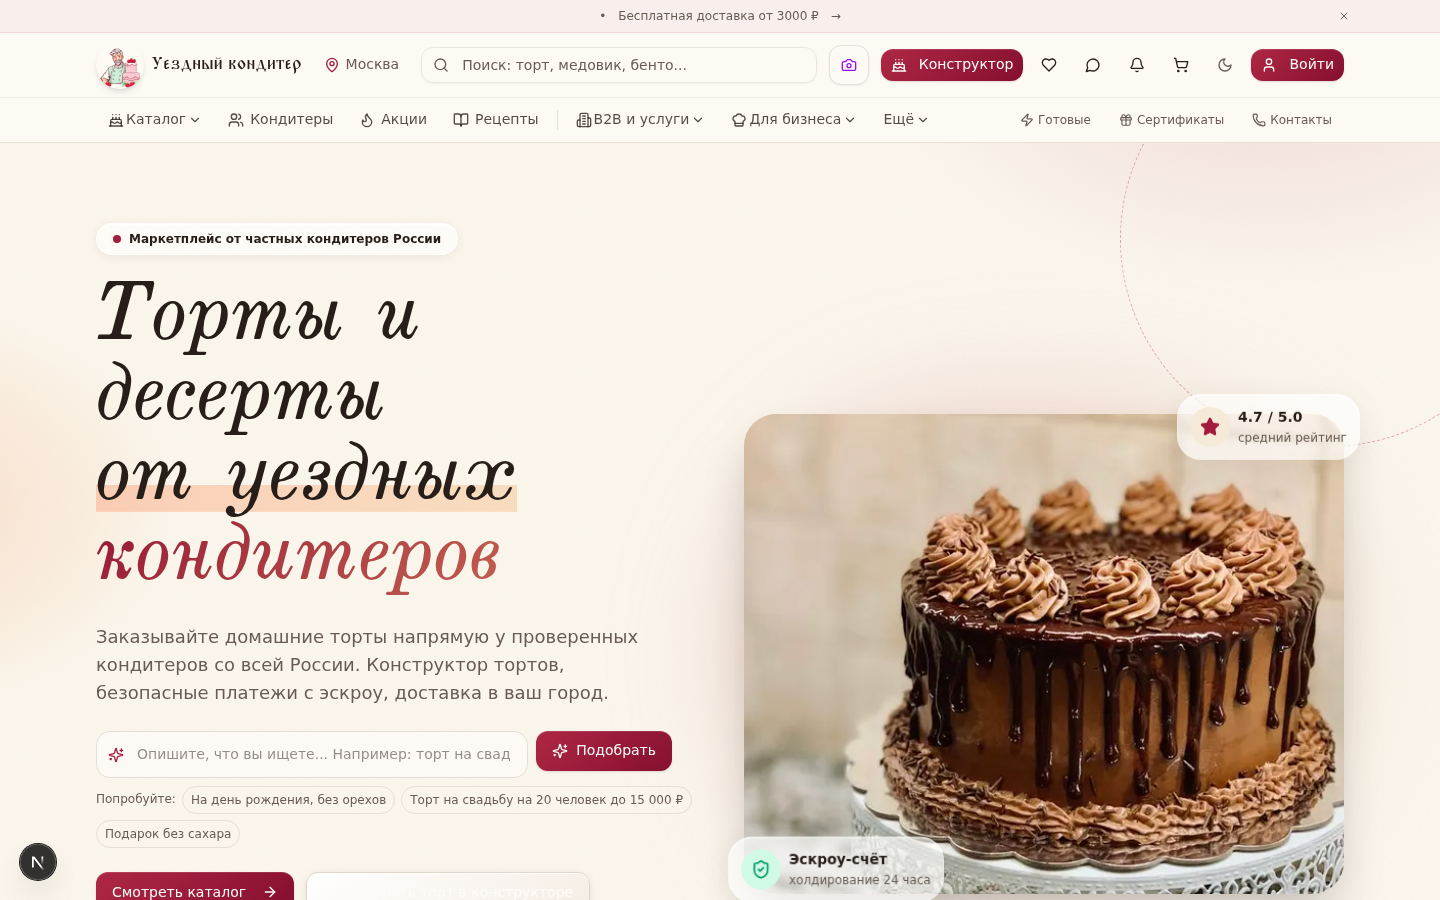 • Бесплатная доставка от 3000 ₽ →
Уездный кондитер
Москва
Поиск: торт, медовик, бенто...
Конструктор
Войти
Каталог
Кондитеры
Акции
Рецепты
B2B и услуги
Для бизнеса
Ещё
Готовые
Сертификаты
Контакты
Маркетплейс от частных кондитеров России
Торты и
десерты
от уездных
кондитеров
4.7 / 5.0
средний рейтинг
Заказывайте домашние торты напрямую у проверенных
кондитеров со всей России. Конструктор тортов,
безопасные платежи с эскроу, доставка в ваш город.
Опишите, что вы ищете... Например: торт на свад
Подобрать
Попробуйте:
На день рождения, без орехов
Торт на свадьбу на 20 человек до 15 000 ₽
Подарок без сахара
Эскроу-счёт
холдирование 24 часа
N
Смотреть каталог →
в конструкторе